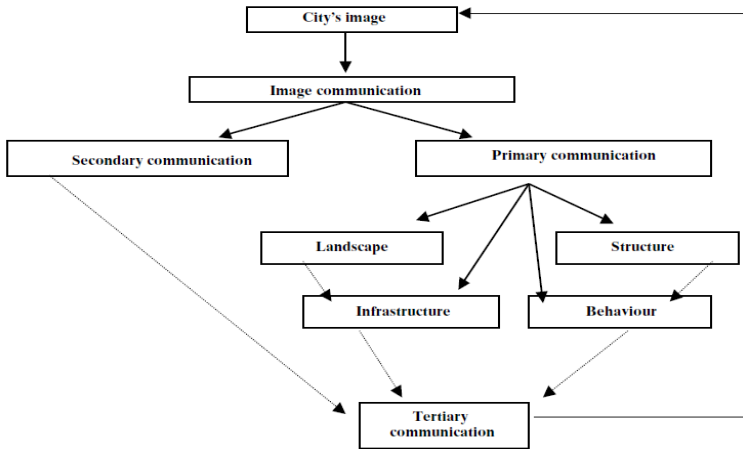 City's image
Image communication
Secondary communication
Primary communication
Landscape
Structure
Infrastructure
Behaviour
Tertiary
communication